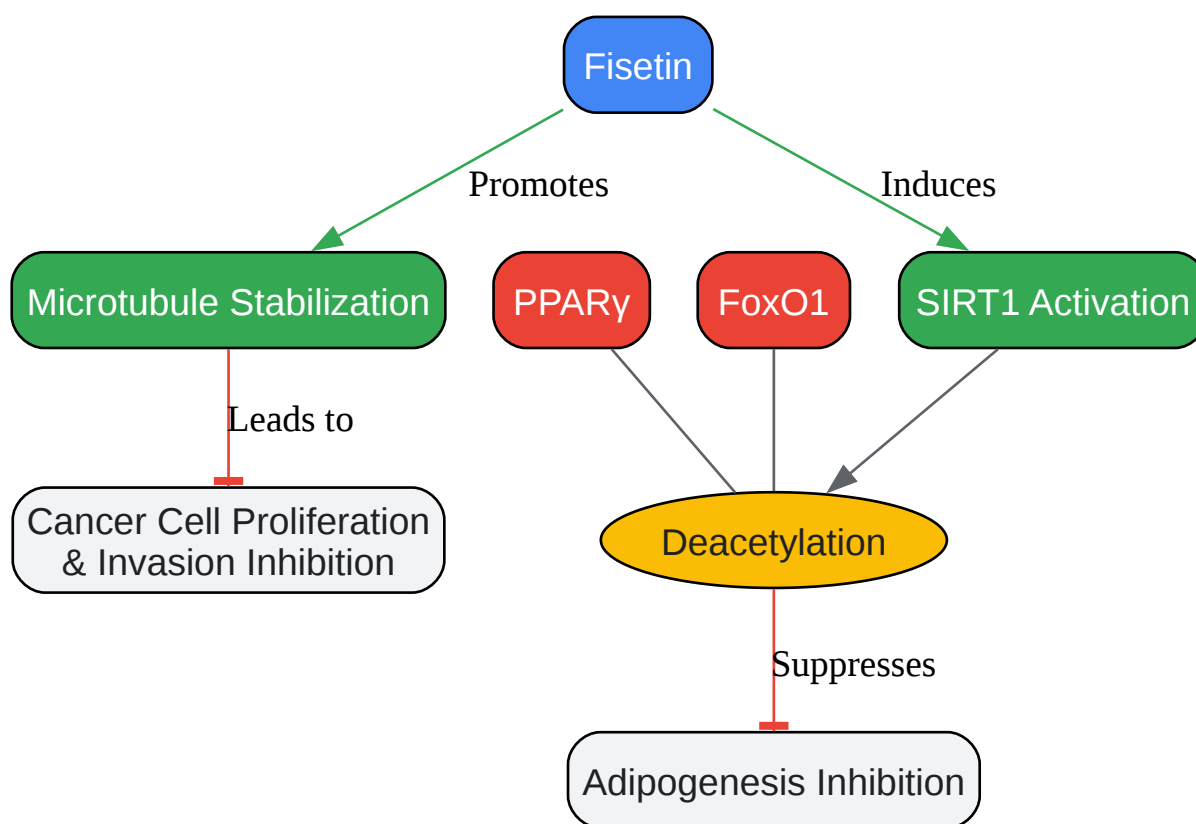 Fisetin
Promotes
Induces
Microtubule Stabilization
PPARγ
FoxO1
SIRT1 Activation
Leads to
Cancer Cell Proliferation
& Invasion Inhibition
Deacetylation
Suppresses
Adipogenesis Inhibition